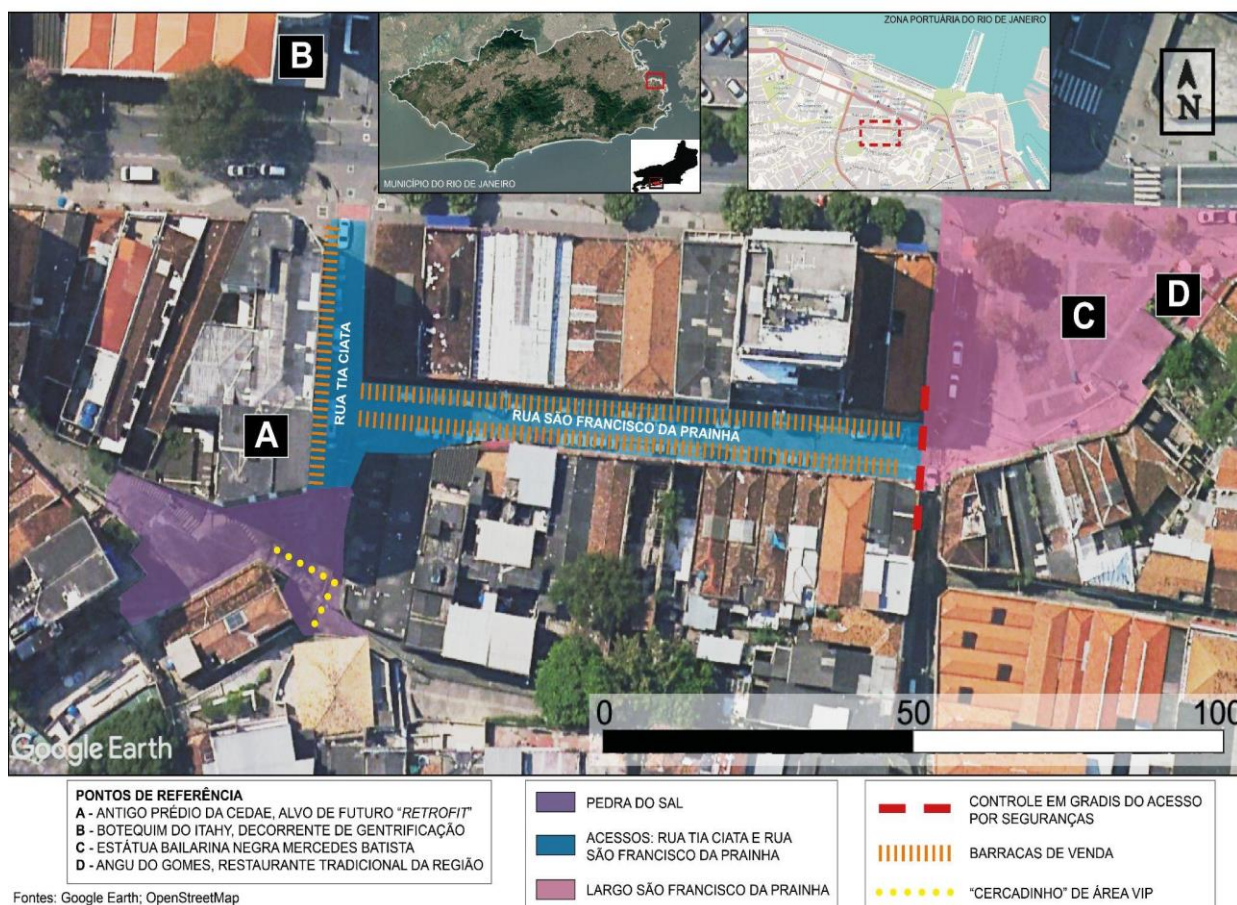 B
MUNICÍPIO DO RIO DE JANEIRO
ZONA PORTUÁRIA DO RIO DE JANEIRO
N
RUA TIA CIATA
RUA SÃO FRANCISCO DA PRAINHA
A
C
D
0 50 100
Google Earth
PONTOS DE REFERÊNCIA
A - ANTIGO PRÉDIO DA CEDAE, ALVO DE FUTURO "RETROFIT"
B - BOTEQUIM DO ITAHY, DECORRENTE DE GENTRIFICAÇÃO
C - ESTÁTUA BAILARINA NEGRA MERCEDES BATISTA
D - ANGU DO GOMES, RESTAURANTE TRADICIONAL DA REGIÃO
Fontes: Google Earth; OpenStreetMap
PEDRA DO SAL
ACESSOS: RUA TIA CIATA E RUA
SÃO FRANCISCO DA PRAINHA
LARGO SÃO FRANCISCO DA PRAINHA
CONTROLE EM GRADIS DO ACESSO
POR SEGURANÇAS
BARRACAS DE VENDA
"CERCADINHO" DE ÁREA VIP